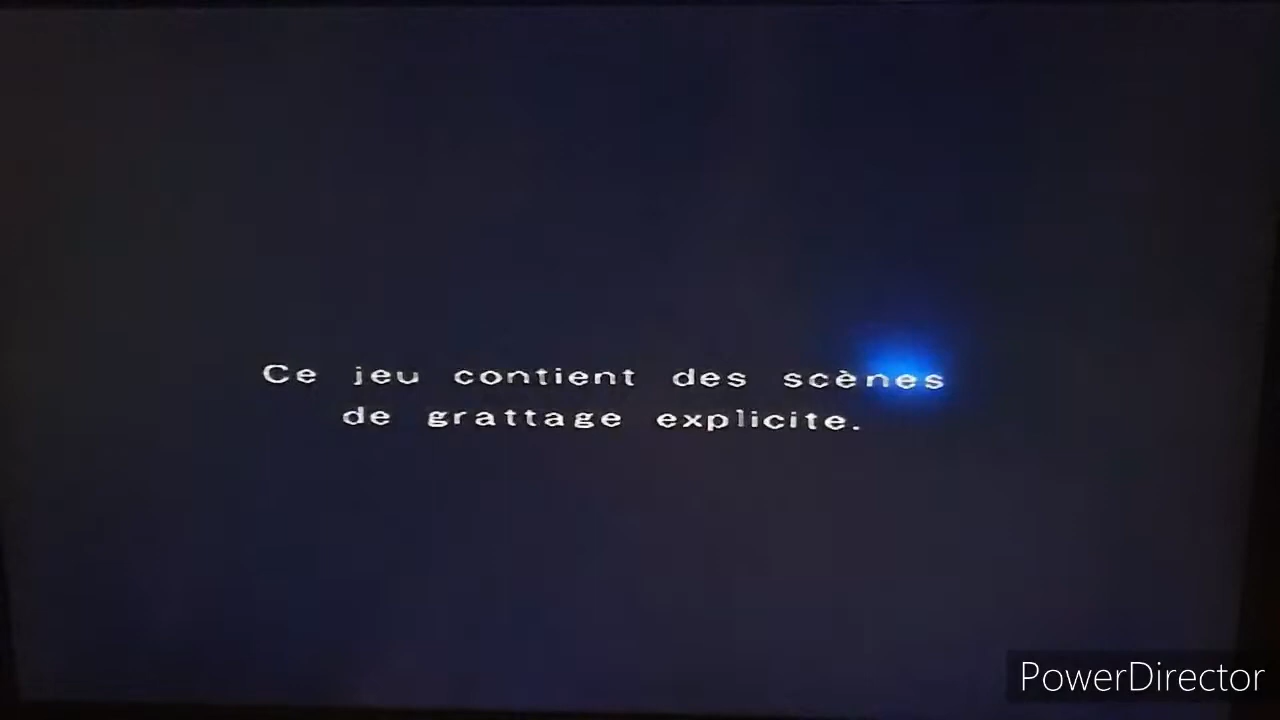 Ce jeu contient des scènes
de grattage explicite.
PowerDirector